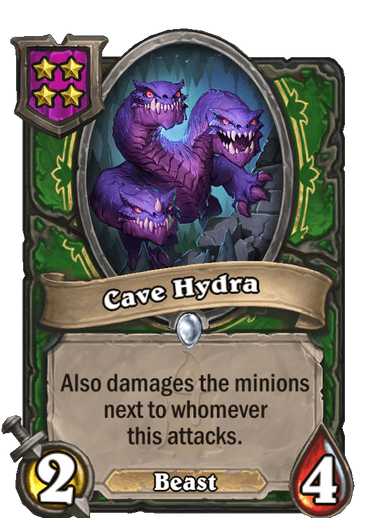 Cave Hydra
Also damages the minions
next to whomever
this attacks.
2
Beast
4